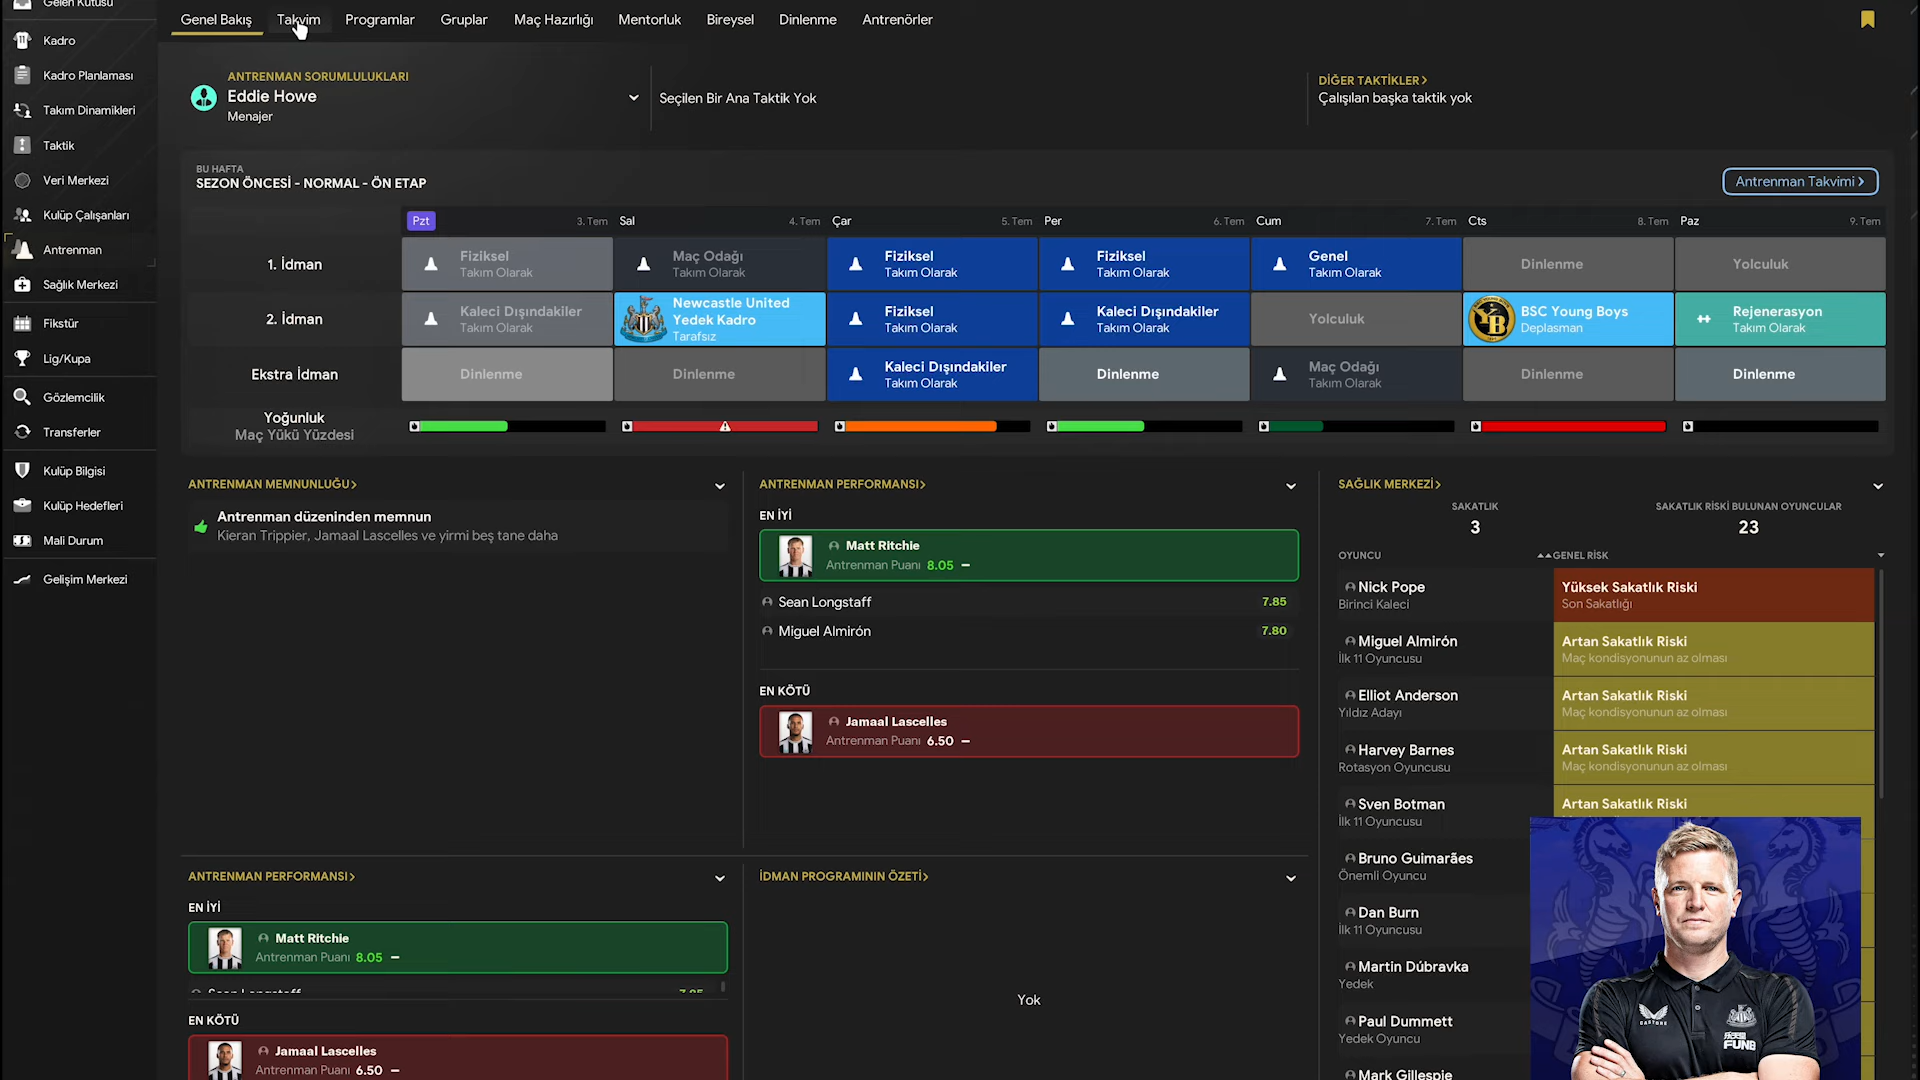 Gelen Kutusu
Kadro
Kadro Planlaması
Takım Dinamikleri
Taktik
Veri Merkezi
Kulüp Çalışanları
Antrenman
Sağlık Merkezi
Fikstür
Lig/Kupa
Gözlemcilik
Transferler
Kulüp Bilgisi
Kulüp Hedefleri
Mali Durum
Gelişim Merkezi
Genel Bakış Takvim Programlar Gruplar Maç Hazırlığı Mentorluk Bireysel Dinlenme Antrenörler
ANTRENMAN SORUMLULUKLARI
Eddie Howe
Menajer
Seçilen Bir Ana Taktik Yok
DİĞER TAKTİKLER>
Çalışılan başka taktik yok
BU HAFTA
SEZON ÖNCESİ - NORMAL - ÖN ETAP
Antrenman Takvimi >
Pzt 3. Tem Sal 4. Tem Çar 5. Tem Per 6. Tem Cum 7. Tem Cts 8. Tem Paz 9. Tem
1. İdman
Fiziksel
Takım Olarak
Maç Odağı
Takım Olarak
Fiziksel
Takım Olarak
Fiziksel
Takım Olarak
Genel
Takım Olarak
Dinlenme
Yolculuk
2. İdman
Kaleci Dışındakiler
Takım Olarak
Newcastle United
Yedek Kadro
Tarafsız
Fiziksel
Takım Olarak
Kaleci Dışındakiler
Takım Olarak
Yolculuk
BSC Young Boys
Deplasman
Rejenerasyon
Takım Olarak
Ekstra İdman
Dinlenme
Dinlenme
Kaleci Dışındakiler
Takım Olarak
Dinlenme
Maç Odağı
Takım Olarak
Dinlenme
Dinlenme
Yoğunluk
Maç Yükü Yüzdesi
ANTRENMAN MEMNUNLUĞU>
Antrenman düzeninden memnun
Kieran Trippier, Jamaal Lascelles ve yirmi beş tane daha
ANTRENMAN PERFORMANSI>
EN İYİ
Matt Ritchie
Antrenman Puanı 8.05 –
Sean Longstaff 7.85
Miguel Almirón 7.80
EN KÖTÜ
Jamaal Lascelles
Antrenman Puanı 6.50 –
SAĞLIK MERKEZİ>
SAKATLIK
3
SAKATLIK RİSKİ BULUNAN OYUNCULAR
23
OYUNCU GENEL RİSK
Nick Pope
Birinci Kaleci
Yüksek Sakatlık Riski
Son Sakatlığı
Miguel Almirón
İlk 11 Oyuncusu
Artan Sakatlık Riski
Maç kondisyonunun az olması
Elliot Anderson
Yıldız Adayı
Artan Sakatlık Riski
Maç kondisyonunun az olması
Harvey Barnes
Rotasyon Oyuncusu
Artan Sakatlık Riski
Maç kondisyonunun az olması
Sven Botman
İlk 11 Oyuncusu
Artan Sakatlık Riski
Bruno Guimarães
Önemli Oyuncu
Dan Burn
İlk 11 Oyuncusu
Martin Dúbravka
Yedek
Paul Dummett
Yedek Oyuncu
Mark Gillespie
ANTRENMAN PERFORMANSI>
EN İYİ
Matt Ritchie
Antrenman Puanı 8.05 –
Sean Longstaff 7.85
EN KÖTÜ
Jamaal Lascelles
Antrenman Puanı 6.50 –
İDMAN PROGRAMININ ÖZETİ>
Yok
CASTORE
FUN88